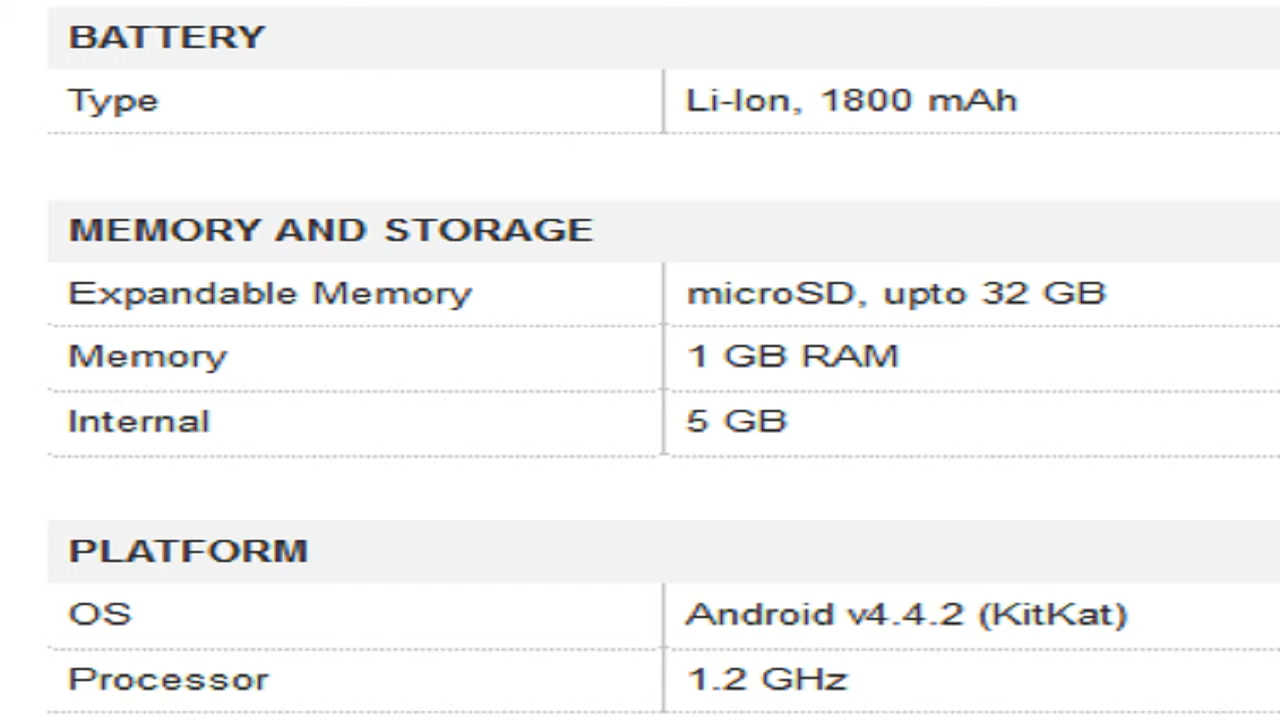 BATTERY
Type Li-Ion, 1800 mAh
MEMORY AND STORAGE
Expandable Memory microSD, upto 32 GB
Memory 1 GB RAM
Internal 5 GB
PLATFORM
OS Android v4.4.2 (KitKat)
Processor 1.2 GHz